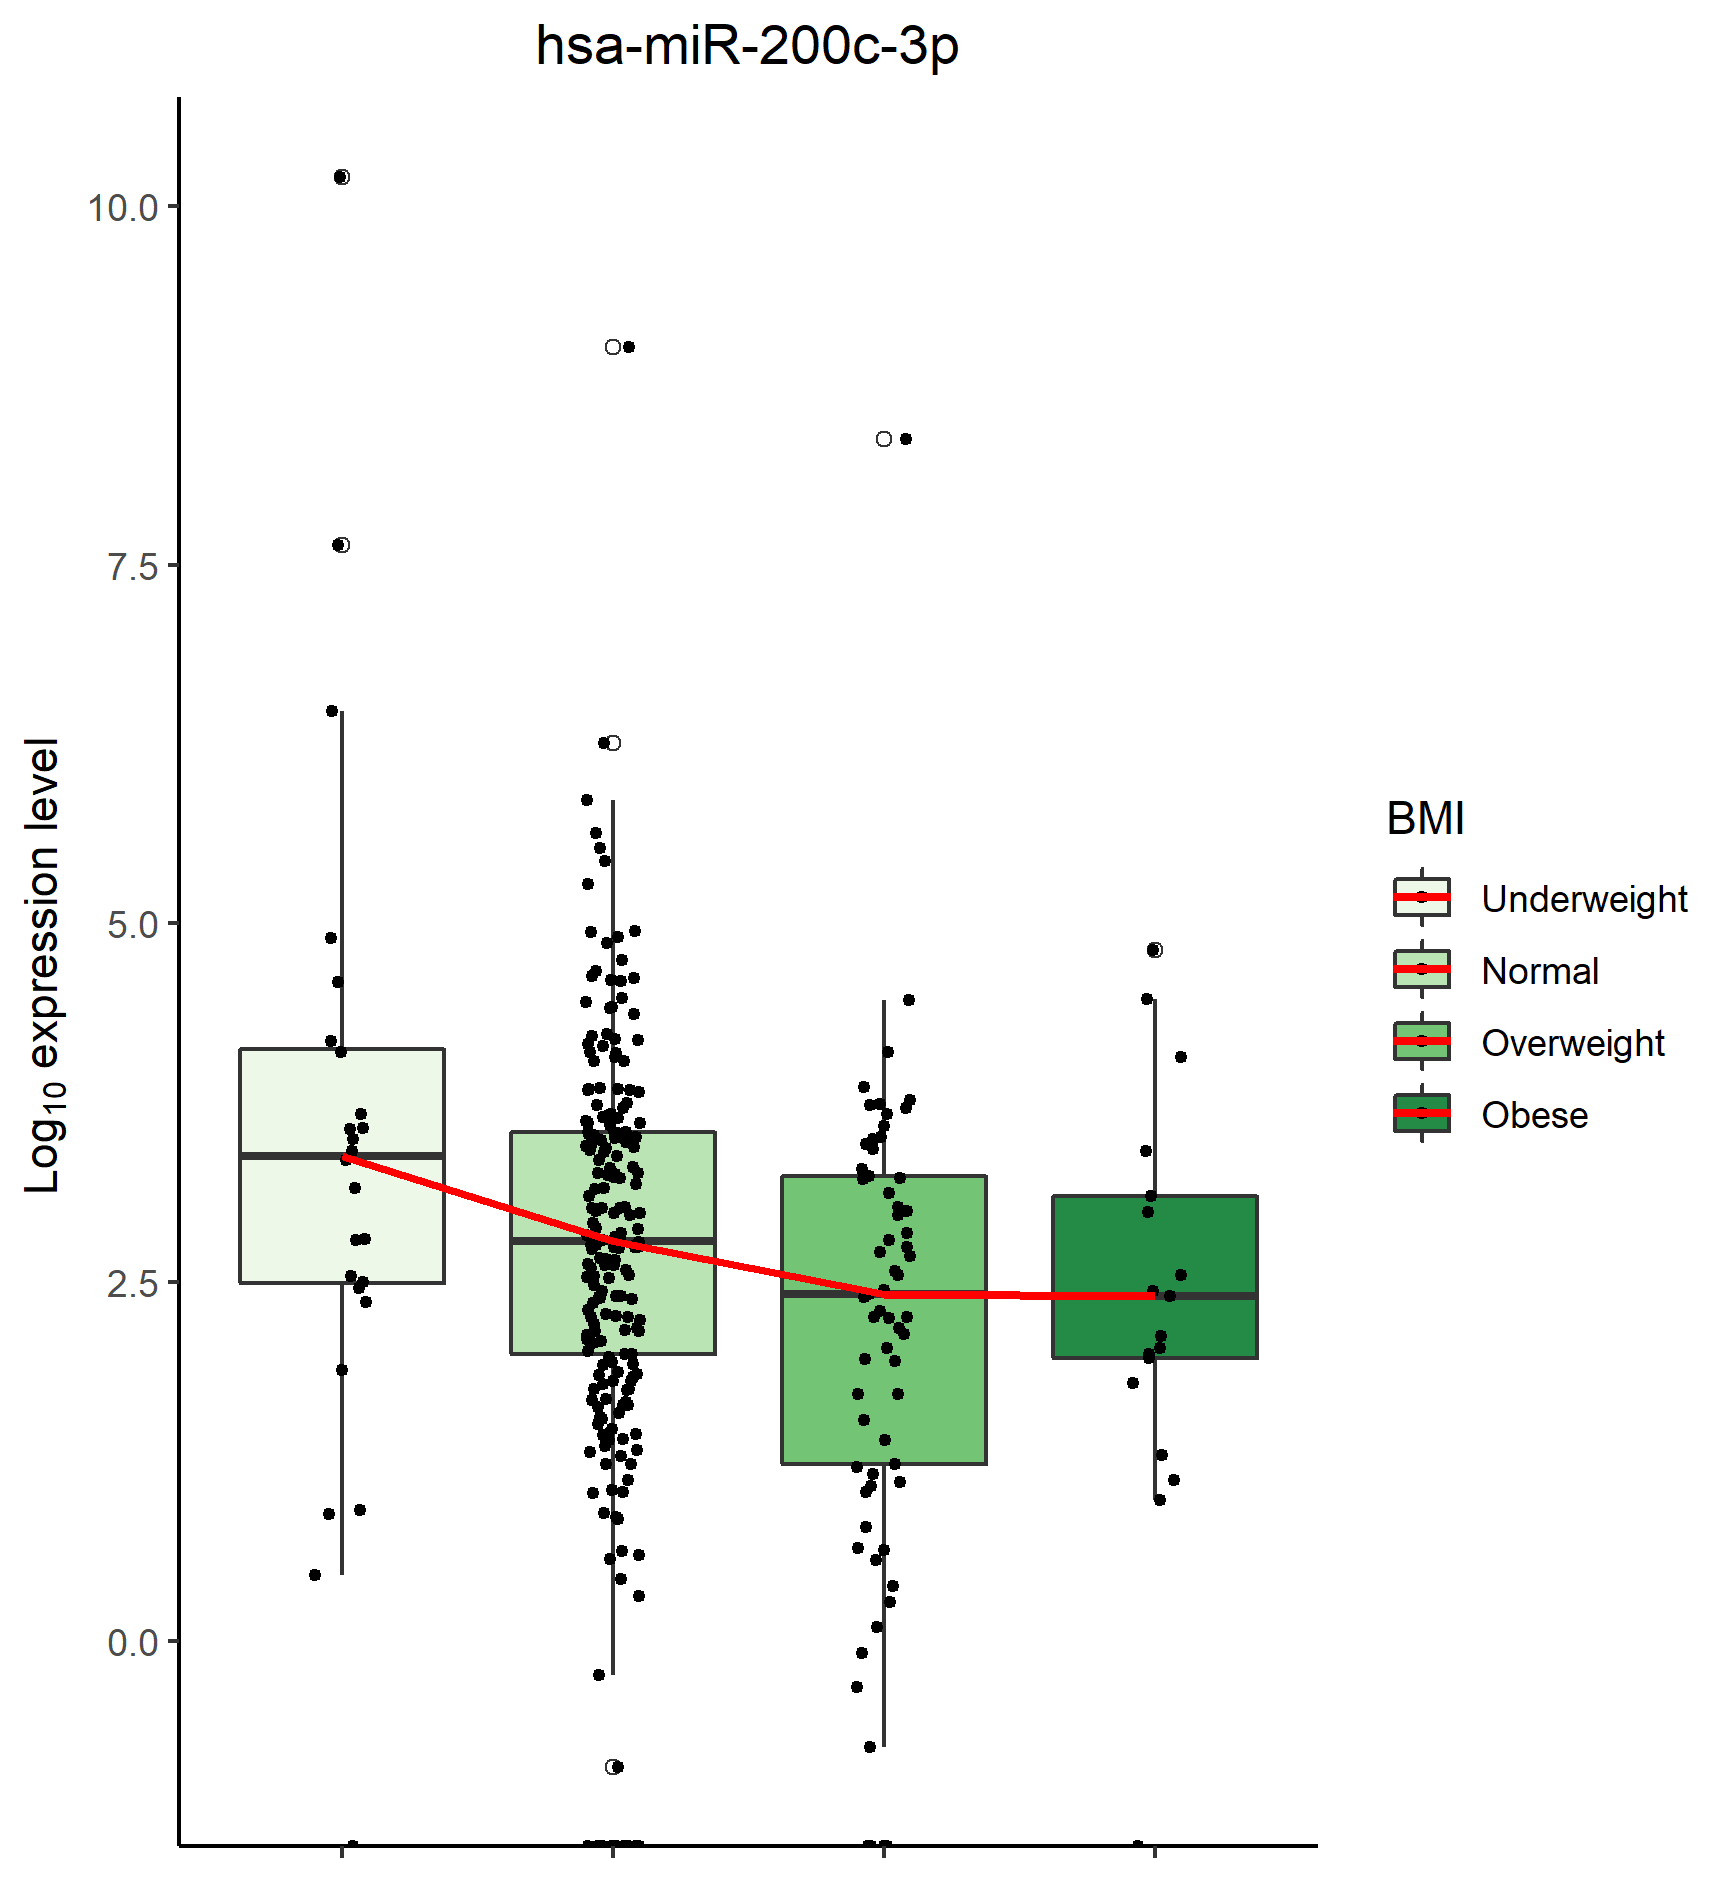 hsa-miR-200c-3p
Log10 expression level
10.0
7.5
5.0
2.5
0.0
BMI
Underweight
Normal
Overweight
Obese